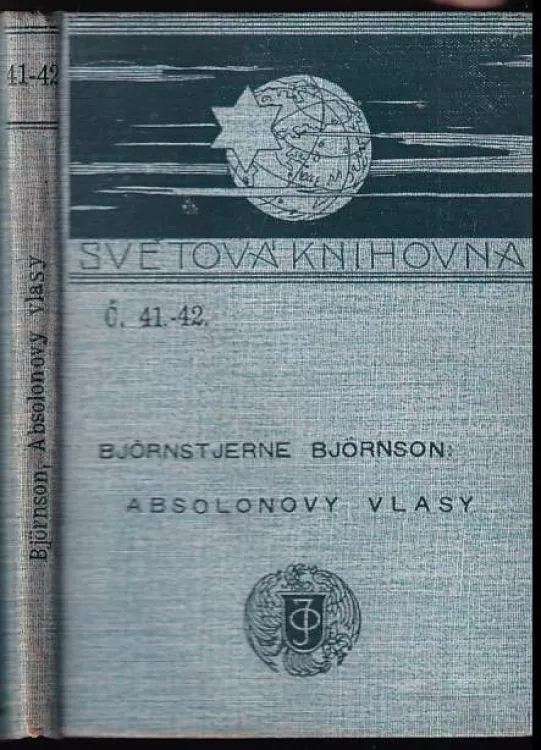 41-42
Björnson, Absolonovy vlasy
SVĚTOVÁ KNIHOVNA
Č. 41.-42.
BJÖRNSTJERNE BJÖRNSON:
ABSOLONOVY VLASY